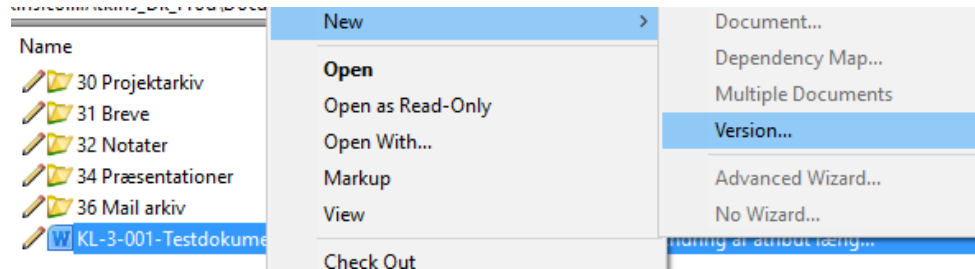 Name
30 Projektarkiv
31 Breve
32 Notater
34 Præsentationer
36 Mail arkiv
KL-3-001-Testdokume
New
Open
Open as Read-Only
Open With...
Markup
View
Check Out
Document...
Dependency Map...
Multiple Documents
Version...
Advanced Wizard...
No Wizard...